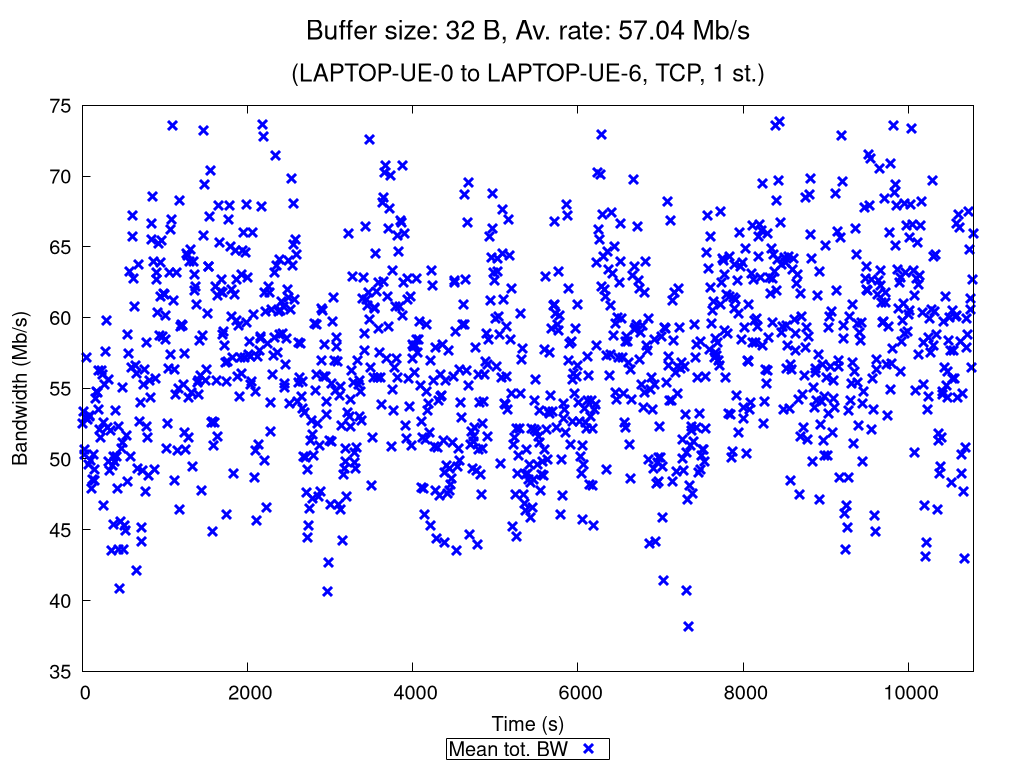 Buffer size: 32 B, Av. rate: 57.04 Mb/s
(LAPTOP-UE-0 to LAPTOP-UE-6, TCP, 1 st.)
75
70
65
60
55
50
45
40
35
Bandwidth (Mb/s)
0 2000 4000 6000 8000 10000
Time (s)
Mean tot. BW